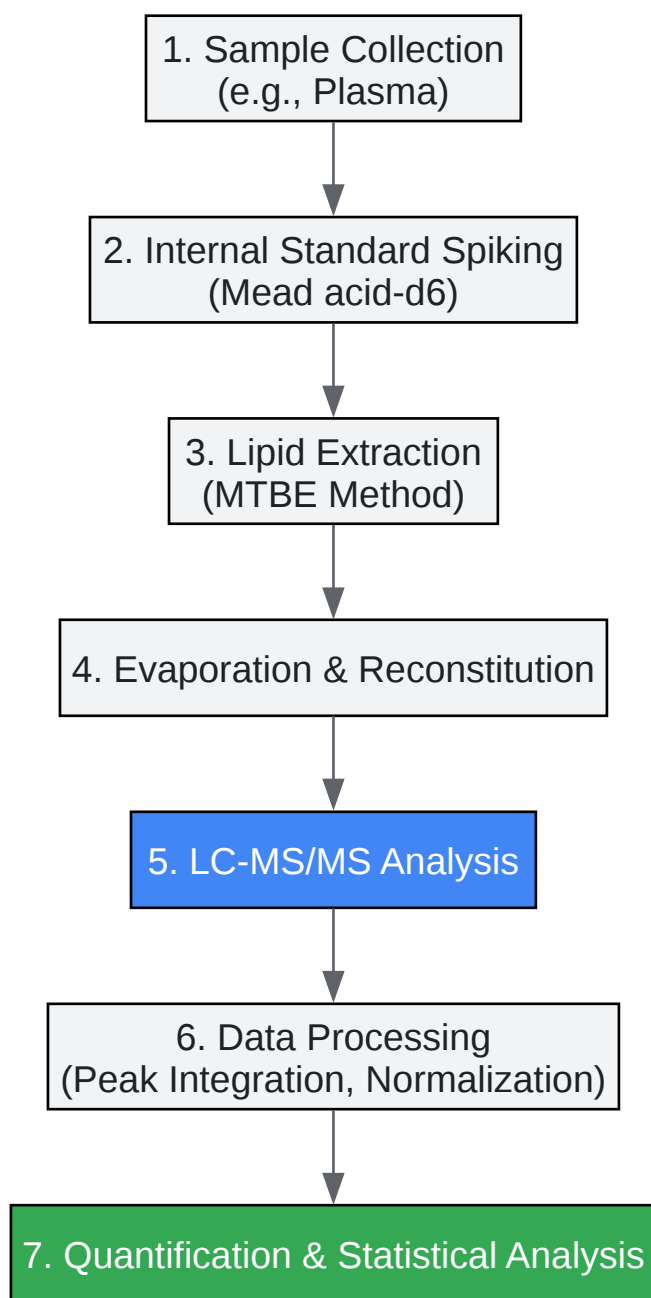 1. Sample Collection
(e.g., Plasma)
2. Internal Standard Spiking
(Mead acid-d6)
3. Lipid Extraction
(MTBE Method)
4. Evaporation & Reconstitution
5. LC-MS/MS Analysis
6. Data Processing
(Peak Integration, Normalization)
7. Quantification & Statistical Analysis